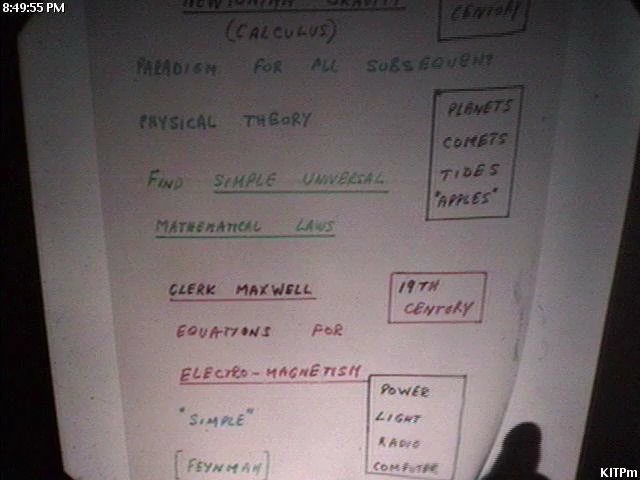 8:49:55 PM
NEWTONIAN GRAVITY
CENTURY
(CALCULUS)
PARADIGM FOR ALL SUBSEQUENT
PHYSICAL THEORY
PLANETS
COMETS
TIDES
"APPLES"
FIND SIMPLE UNIVERSAL
MATHEMATICAL LAWS
CLERK MAXWELL
19TH
CENTURY
EQUATIONS FOR
ELECTRO-MAGNETISM
"SIMPLE"
[FEYNMAN]
POWER
LIGHT
RADIO
COMPUTER
KITPm